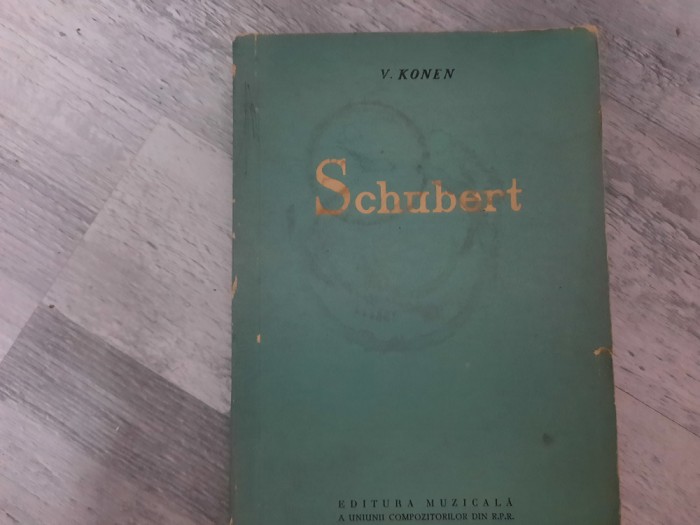 V. KONEN
Schubert
EDITURA MUZICALĂ
A UNIUNII COMPOZITORILOR DIN R.P.R.